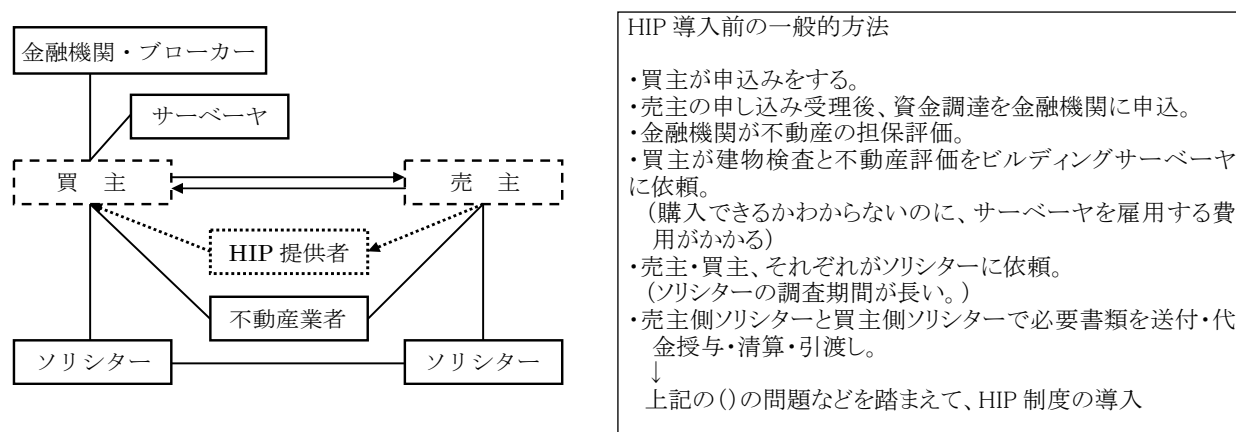 金融機関・ブローカー
サーベーヤ
買 主
売 主
HIP 提供者
不動産業者
ソリシター
ソリシター
HIP 導入前の一般的方法
・買主が申込みをする。
・売主の申し込み受理後、資金調達を金融機関に申込。
・金融機関が不動産の担保評価。
・買主が建物検査と不動産評価をビルディングサーベーヤ
に依頼。
(購入できるかわからないのに、サーベーヤを雇用する費
用がかかる)
・売主・買主、それぞれがソリシターに依頼。
(ソリシターの調査期間が長い。)
・売主側ソリシターと買主側ソリシターで必要書類を送付・代
金授与・清算・引渡し。
↓
上記の()の問題などを踏まえて、HIP 制度の導入